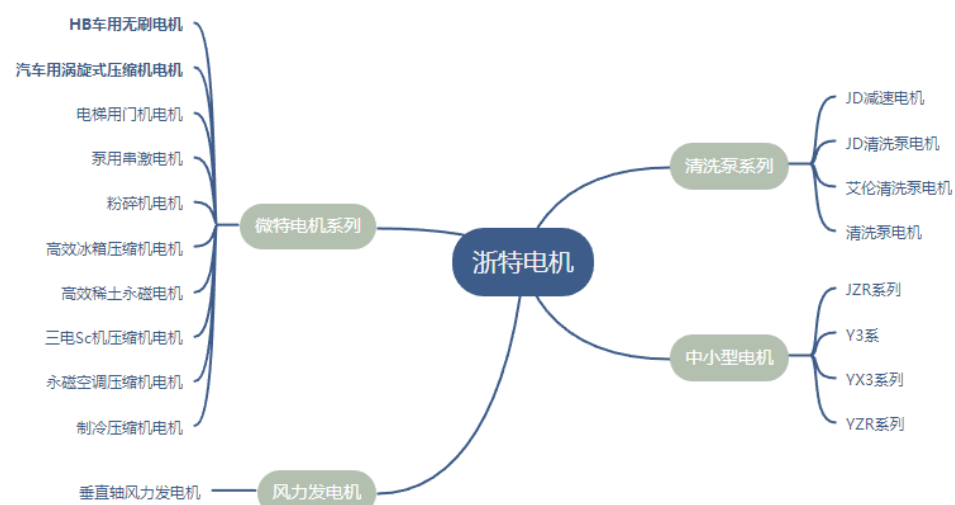 浙特电机
微特电机系列
HB车用无刷电机
汽车用涡旋式压缩机电机
电梯用门机电机
泵用串激电机
粉碎机电机
高效冰箱压缩机电机
高效稀土永磁电机
三电Sc机压缩机电机
永磁空调压缩机电机
制冷压缩机电机
风力发电机
垂直轴风力发电机
清洗泵系列
JD减速电机
JD清洗泵电机
艾伦清洗泵电机
清洗泵电机
中小型电机
JZR系列
Y3系
YX3系列
YZR系列